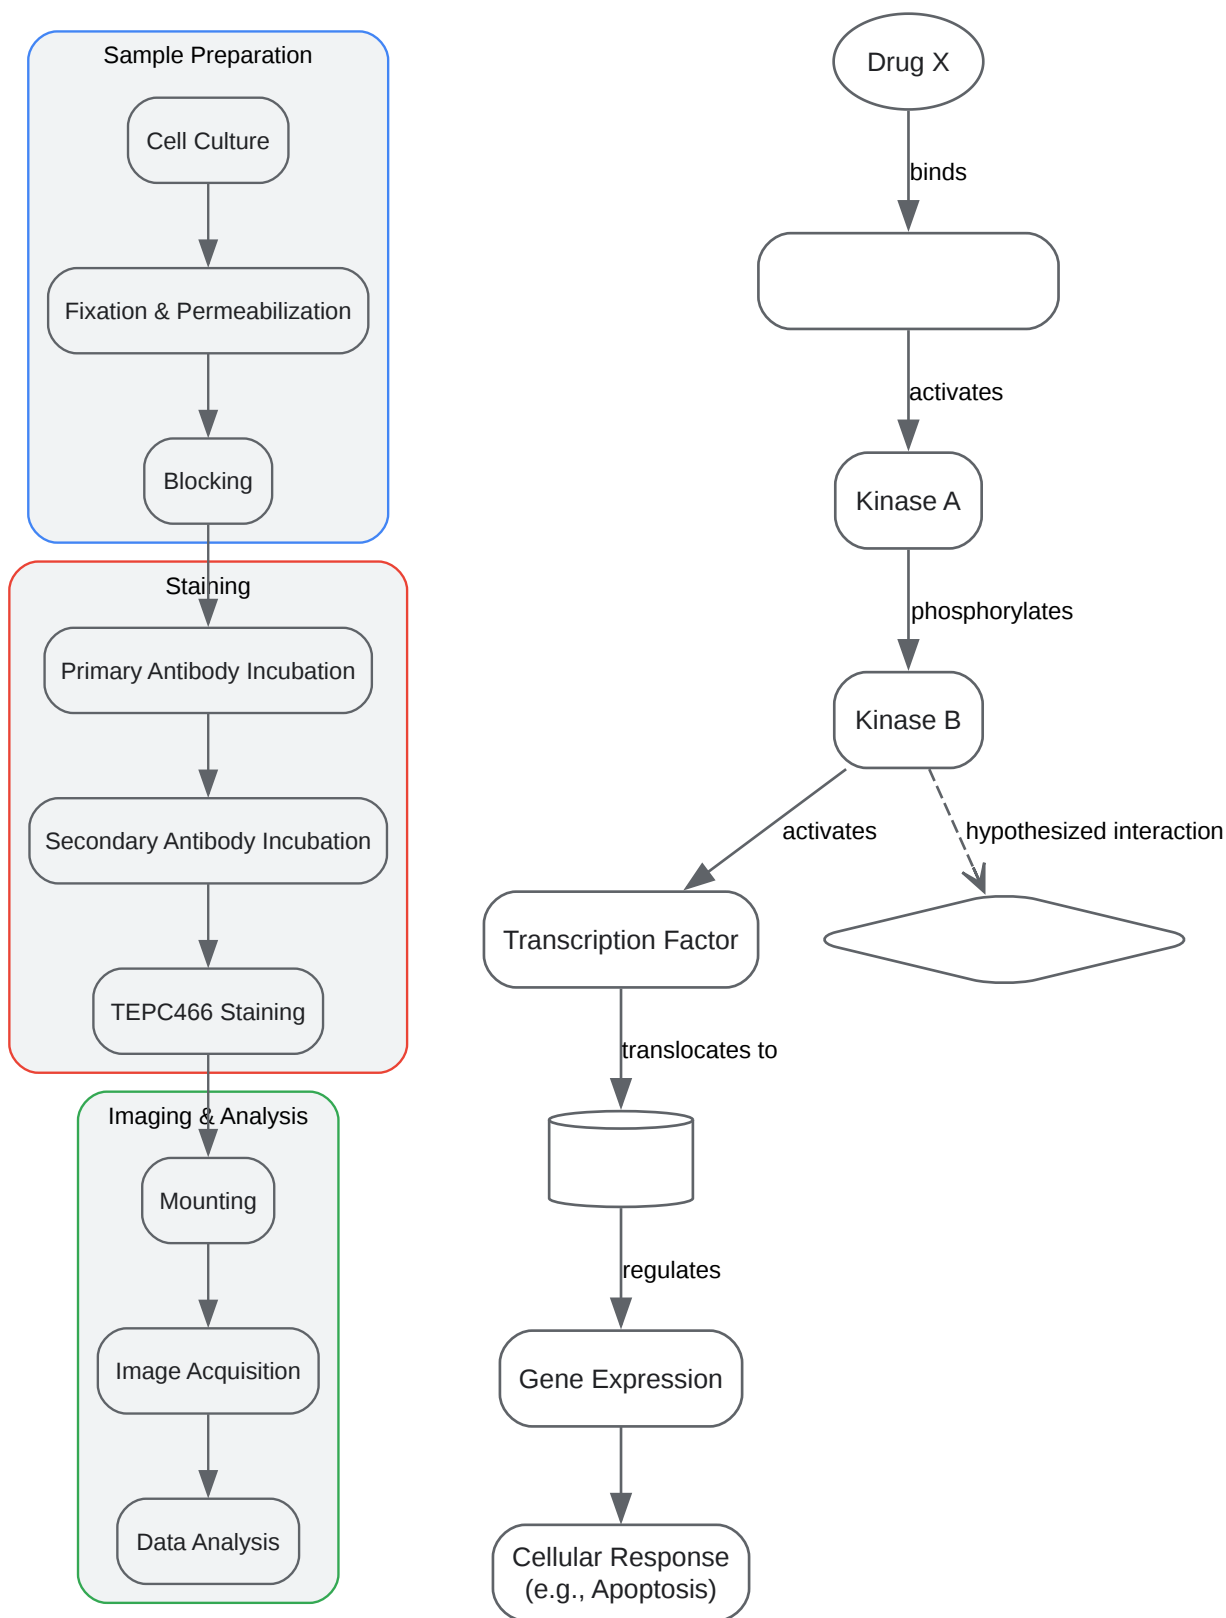 Sample Preparation
Cell Culture
Fixation & Permeabilization
Blocking
Staining
Primary Antibody Incubation
Secondary Antibody Incubation
TEPC466 Staining
Imaging & Analysis
Mounting
Image Acquisition
Data Analysis
Drug X
binds
activates
Kinase A
phosphorylates
Kinase B
activates
hypothesized interaction
Transcription Factor
translocates to
regulates
Gene Expression
Cellular Response
(e.g., Apoptosis)